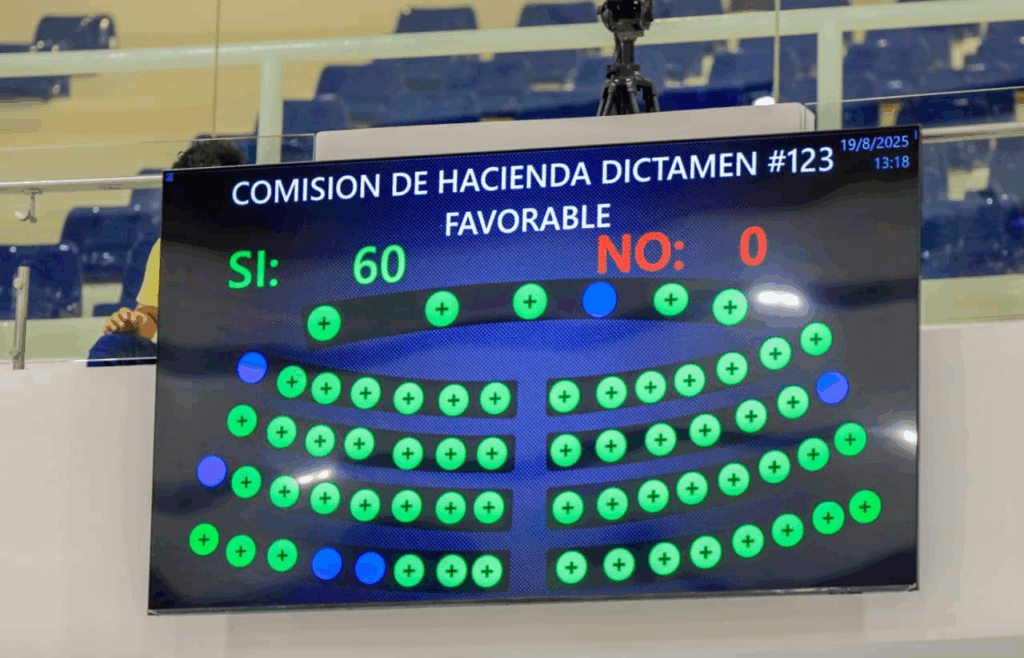 19/8/2025
13:18
COMISION DE HACIENDA DICTAMEN #123
FAVORABLE
SI: 60 NO: 0